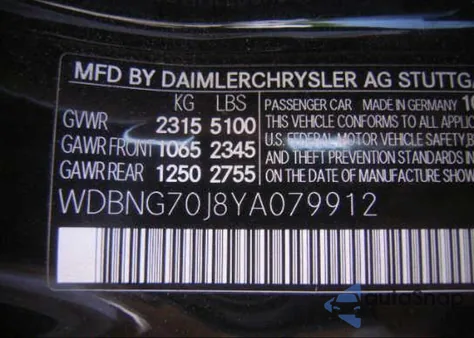 MFD BY DAIMLERCHRYSLER AG STUTTG
KG LBS
GVWR 2315 5100
GAWR FRONT 1065 2345
GAWR REAR 1250 2755
PASSENGER CAR MADE IN GERMANY 10
THIS VEHICLE CONFORMS TO ALL APPLIC
U.S. FEDERAL MOTOR VEHICLE SAFETY, B
AND THEFT PREVENTION STANDARDS IN
DATE OF MANUFACTURE SHOW
WDBNG70J8YA079912
autoSnap